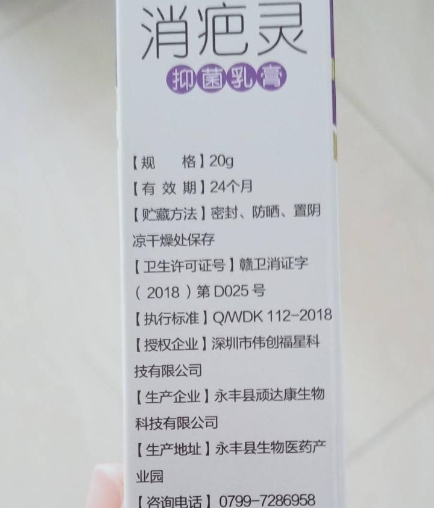 消疤灵
抑菌乳膏
【规　　格】20g
【有 效 期】24个月
【贮藏方法】密封、防晒、置阴
凉干燥处保存
【卫生许可证号】赣卫消证字
（2018）第D025号
【执行标准】Q/WDK 112-2018
【授权企业】深圳市伟创福星科
技有限公司
【生产企业】永丰县顽达康生物
科技有限公司
【生产地址】永丰县生物医药产
业园
【咨询电话】0799-7286958